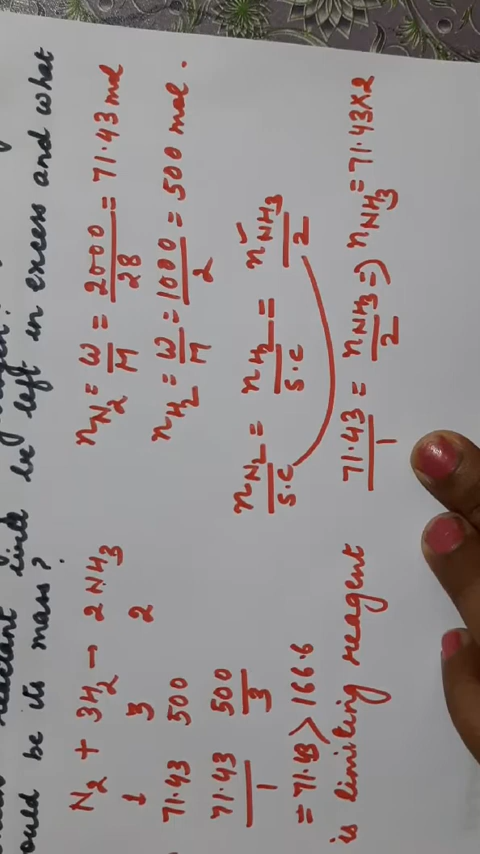 reactant
be left in excess and what
ould be its mass?
N2 + 3H2 → 2NH3
1 3 2
71.43 500
71.43/1 500/3
= 71.43 > 166.6
is limiting reagent
nN2 = w/M = 2000/28 = 71.43 mol
nH2 = w/M = 1000/2 = 500 mol.
nN2/S.C = nH2/S.C = nNH3/2
71.43/1 = nNH3/2 => nNH3 = 71.43×2